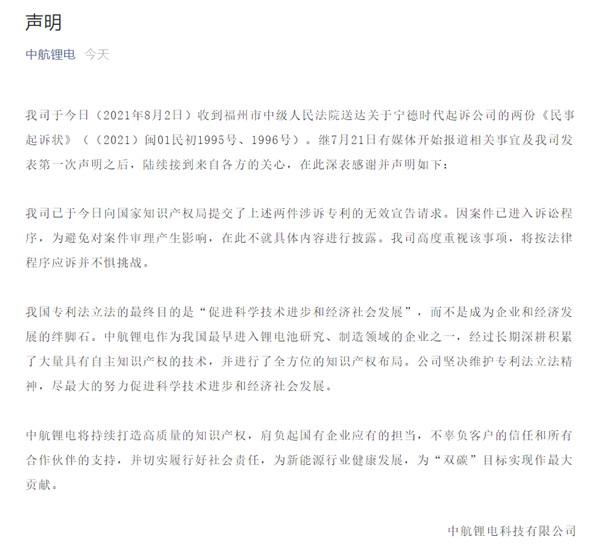 声明
中航锂电 今天
我司于今日（2021年8月2日）收到福州市中级人民法院送达关于宁德时代起诉公司的两份《民事
起诉状》（（2021）闽01民初1995号、1996号）。继7月21日有媒体开始报道相关事宜及我司发
表第一次声明之后，陆续接到来自各方的关心，在此深表感谢并声明如下：
我司已于今日向国家知识产权局提交了上述两件涉诉专利的无效宣告请求。因案件已进入诉讼程
序，为避免对案件审理产生影响，在此不就具体内容进行披露。我司高度重视该事项，将按法律
程序应诉并不惧挑战。
我国专利法立法的最终目的是“促进科学技术进步和经济社会发展”，而不是成为企业和经济发
展的绊脚石。中航锂电作为我国最早进入锂电池研究、制造领域的企业之一，经过长期深耕积累
了大量具有自主知识产权的技术，并进行了全方位的知识产权布局。公司坚决维护专利法立法精
神，尽最大的努力促进科学技术进步和经济社会发展。
中航锂电将持续打造高质量的知识产权，肩负起国有企业应有的担当，不辜负客户的信任和所有
合作伙伴的支持，并切实履行好社会责任，为新能源行业健康发展，为“双碳”目标实现作最大
贡献。
中航锂电科技有限公司